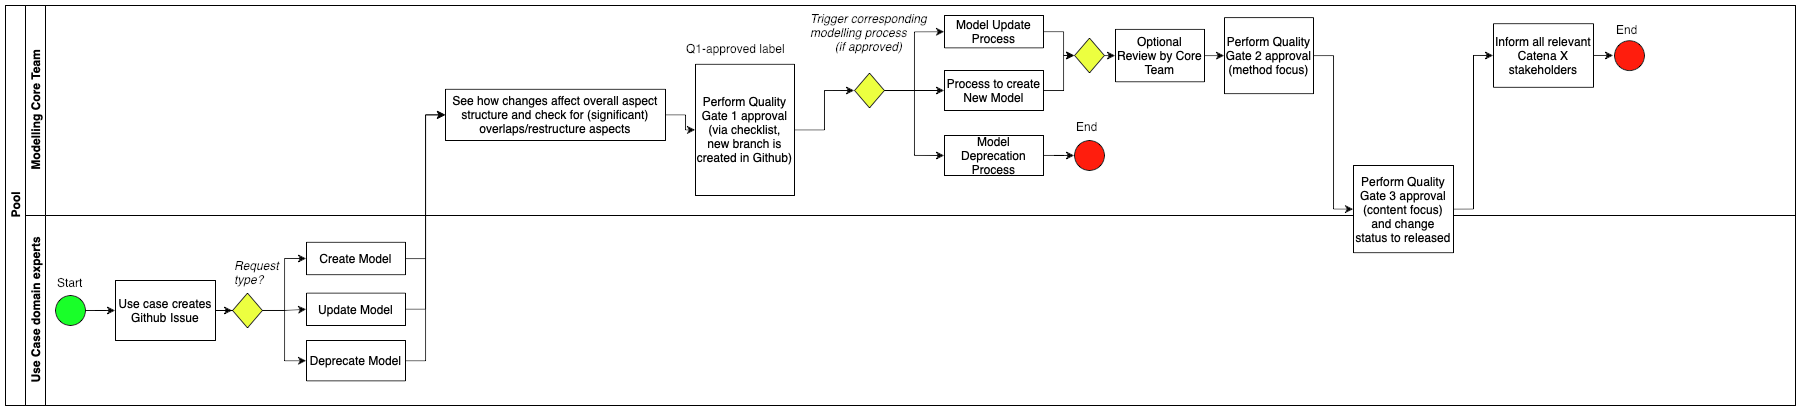 Pool
Modelling Core Team
Use Case domain experts
Start
Use case creates
Github Issue
Request
type?
Create Model
Update Model
Deprecate Model
See how changes affect overall aspect
structure and check for (significant)
overlaps/restructure aspects
Q1-approved label
Perform Quality
Gate 1 approval
(via checklist,
new branch is
created in Github)
Trigger corresponding
modelling process
(if approved)
Model Update
Process
Process to create
New Model
Model
Deprecation
Process
End
Optional
Review by Core
Team
Perform Quality
Gate 2 approval
(method focus)
Perform Quality
Gate 3 approval
(content focus)
and change
status to released
Inform all relevant
Catena X
stakeholders
End